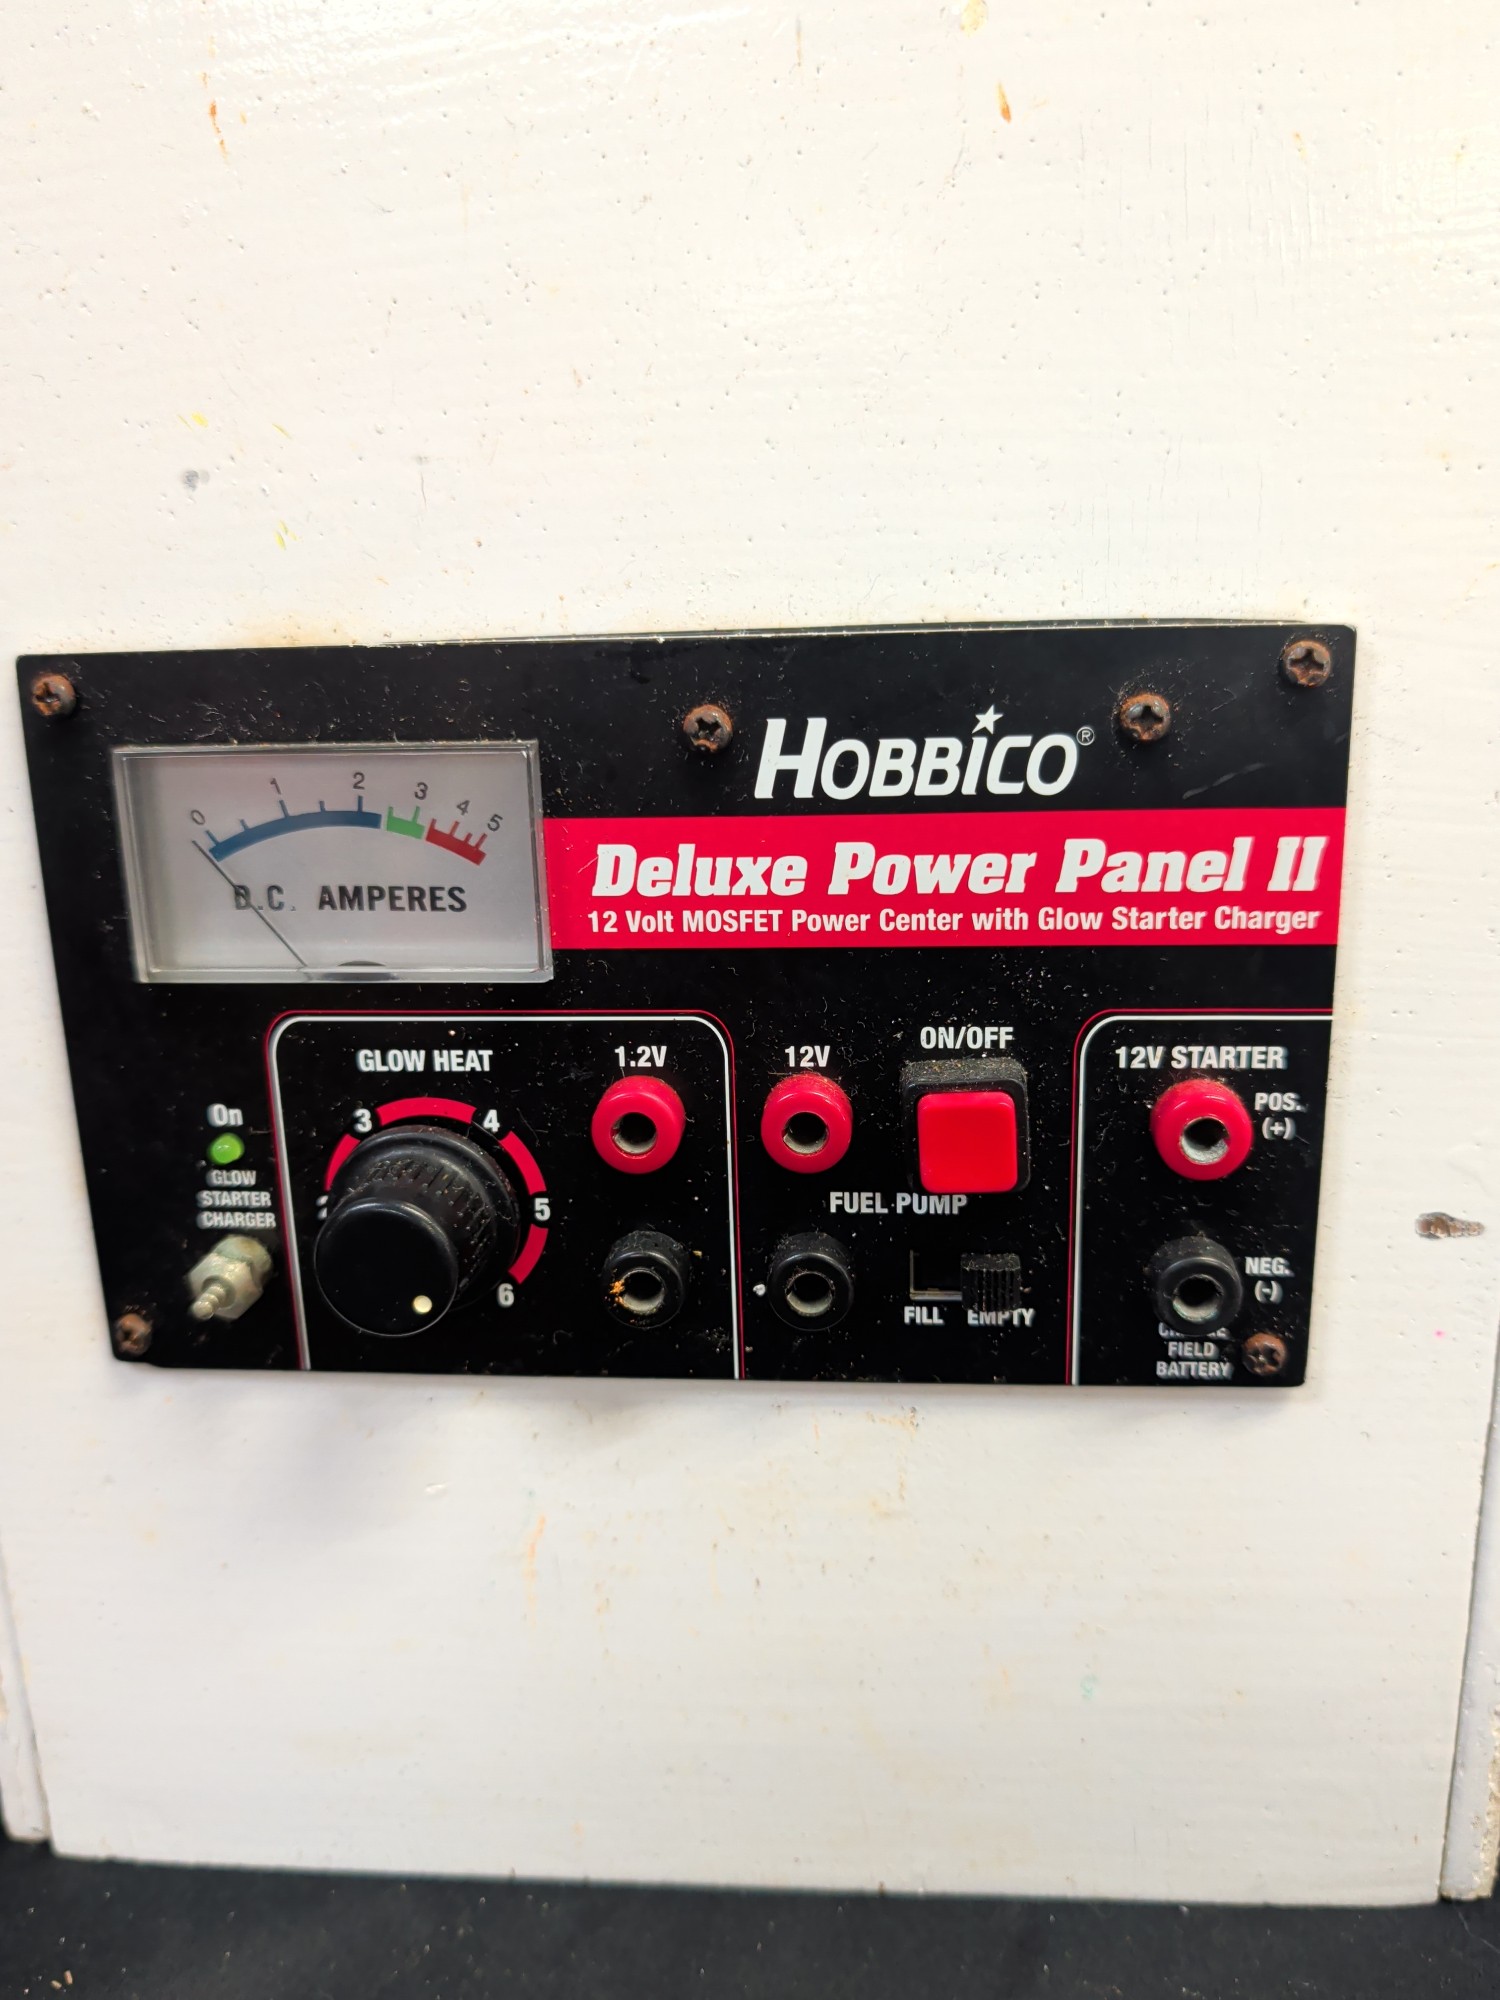 HOBBICO®
Deluxe Power Panel II
12 Volt MOSFET Power Center with Glow Starter Charger
0 1 2 3 4 5
D.C. AMPERES
On
GLOW
STARTER
CHARGER
GLOW HEAT
3 4
5
6
1.2V
12V
ON/OFF
FUEL PUMP
FILL EMPTY
12V STARTER
POS.
(+)
NEG.
(-)
FIELD
BATTERY